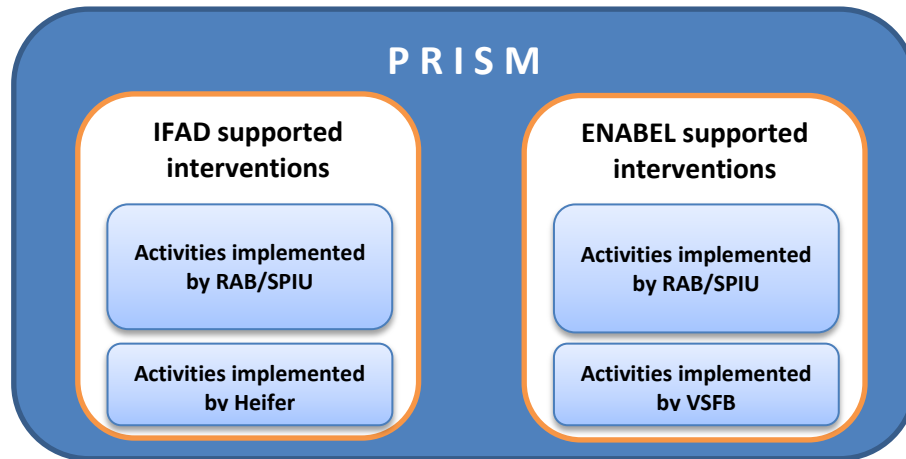 P R I S M
IFAD supported
interventions
Activities implemented
by RAB/SPIU
Activities implemented
by Heifer
ENABEL supported
interventions
Activities implemented
by RAB/SPIU
Activities implemented
by VSFB